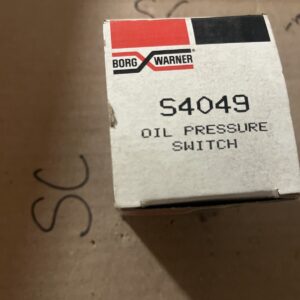 BORG WARNER
S4049
OIL PRESSURE
SWITCH
SC